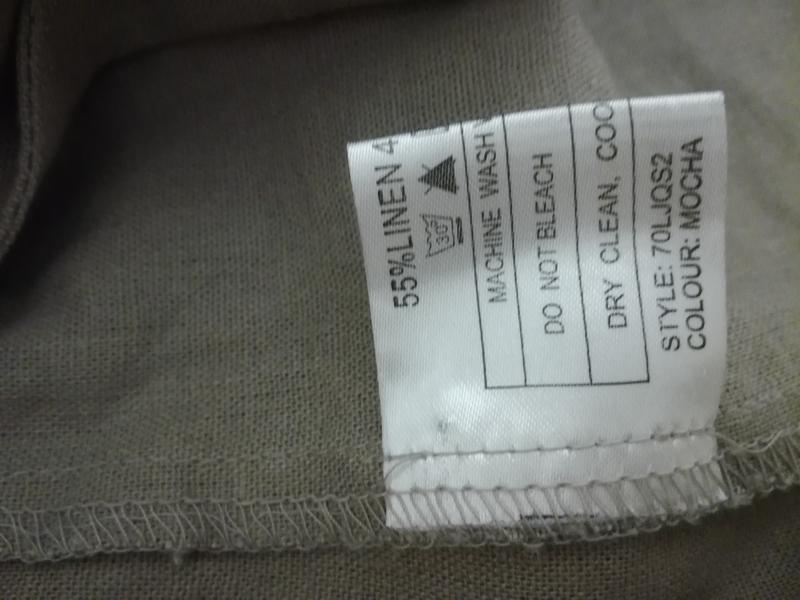 55%LINEN 4
30°
MACHINE WASH
DO NOT BLEACH
DRY CLEAN, COO
STYLE: 70LJQS2
COLOUR: MOCHA